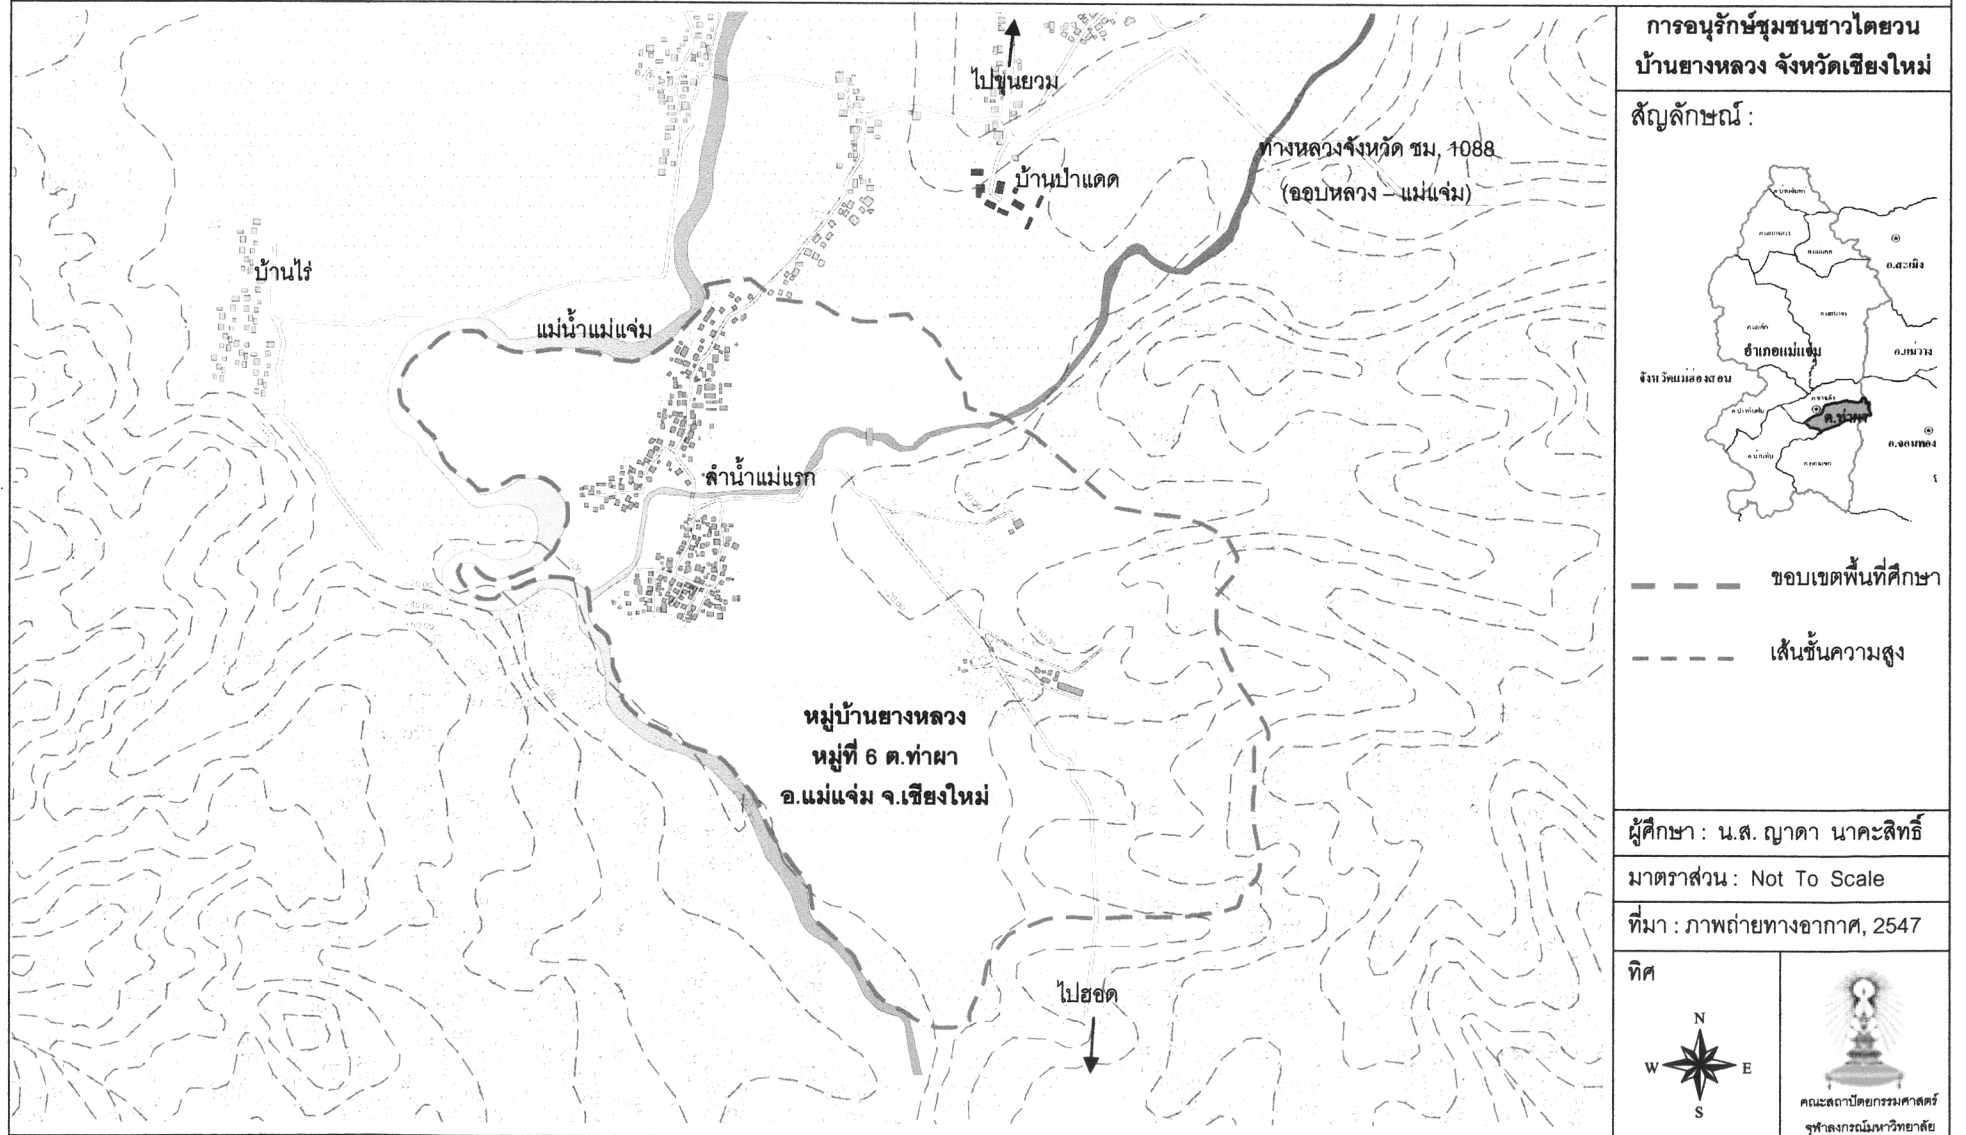 การอนุรักษ์ชุมชนชาวไตยวน
บ้านยางหลวง จังหวัดเชียงใหม่
สัญลักษณ์ :
อ.สะเมิง
อ.แม่วาง
อำเภอแม่แจ่ม
จังหวัดแม่ฮ่องสอน
ต.ท่าผา
อ.จอมทอง
ขอบเขตพื้นที่ศึกษา
เส้นชั้นความสูง
ผู้ศึกษา : น.ส. ญาดา นาคะสิทธิ์
มาตราส่วน : Not To Scale
ที่มา : ภาพถ่ายทางอากาศ, 2547
ทิศ
N
W E
S
คณะสถาปัตยกรรมศาสตร์
จุฬาลงกรณ์มหาวิทยาลัย
ไปขุนยวม
ทางหลวงจังหวัด ชม. 1088
(ออบหลวง – แม่แจ่ม)
บ้านป่าแดด
บ้านไร่
แม่น้ำแม่แจ่ม
ลำน้ำแม่แรก
หมู่บ้านยางหลวง
หมู่ที่ 6 ต.ท่าผา
อ.แม่แจ่ม จ.เชียงใหม่
ไปฮอด